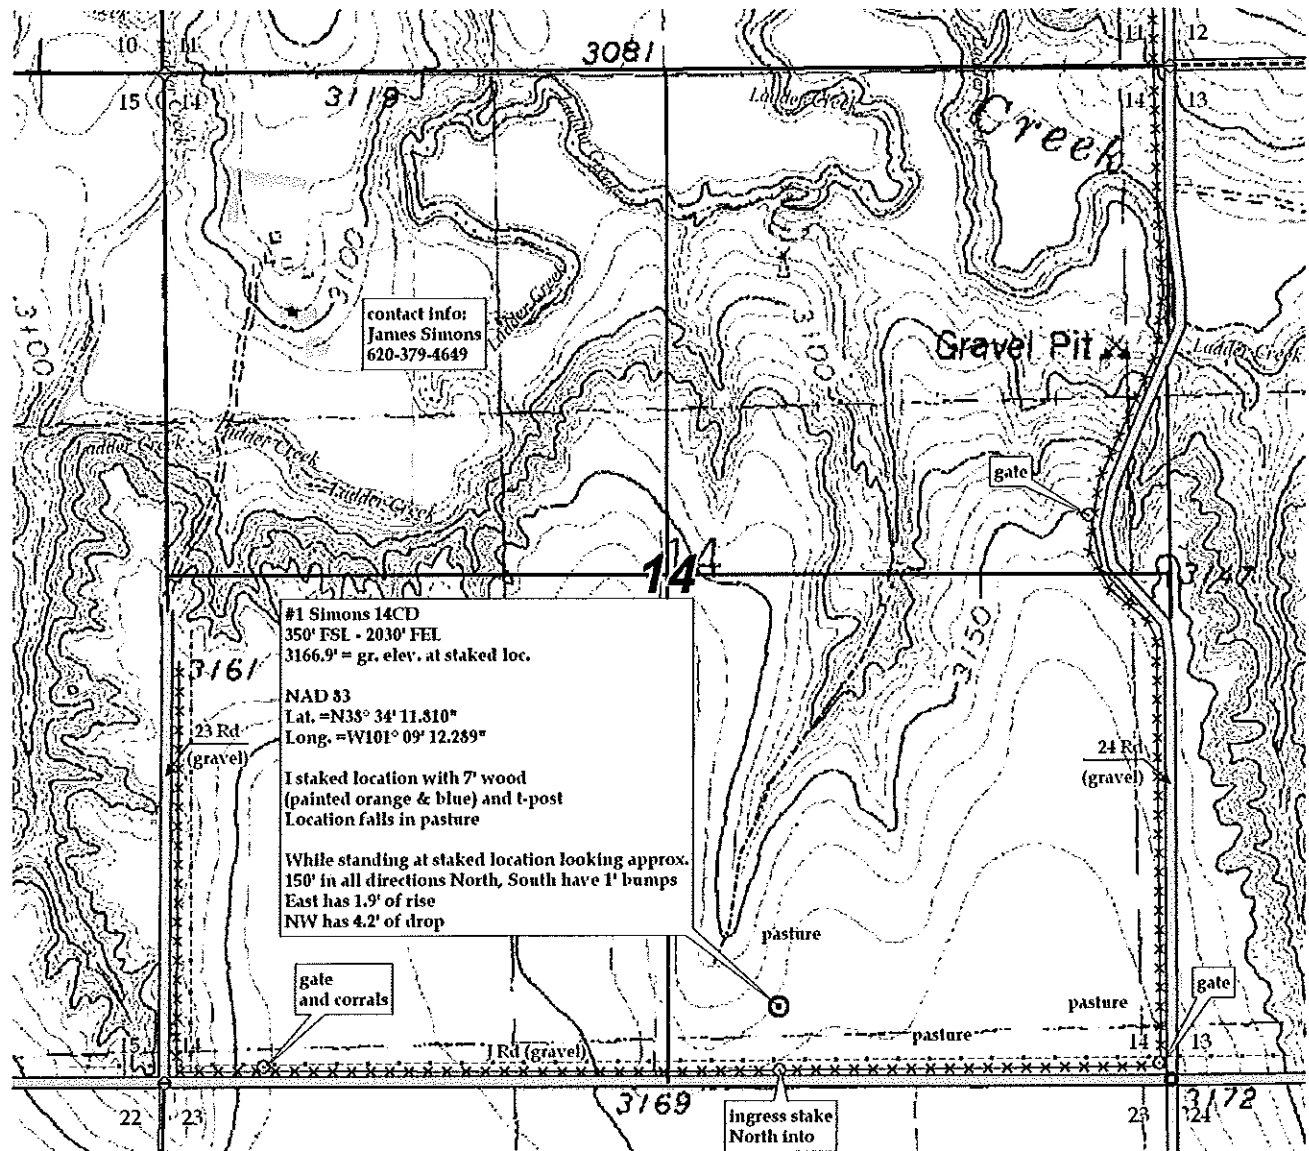 3081
10 11
11 12
15 14
3119
Ladder Creek
14 13
Creek
Ladder Creek
3100
3100
contact info:
James Simons
620-379-4649
Ladder Creek
3100
Gravel Pit
Ladder Creek
Ladder Creek
Ladder Creek
Ladder Creek
gate
14
14
#1 Simons 14CD
350' FSL - 2030' FEL
3166.9' = gr. elev. at staked loc.
NAD 83
Lat. =N38° 34' 11.810"
Long. =W101° 09' 12.289"
I staked location with 7' wood
(painted orange & blue) and t-post
Location falls in pasture
While standing at staked location looking approx.
150' in all directions North, South have 1' bumps
East has 1.9' of rise
NW has 4.2' of drop
3150
3161
23 Rd
(gravel)
24 Rd
(gravel)
pasture
gate
and corrals
gate
pasture
pasture
J Rd (gravel)
15 14
14 13
3169
3172
22 23
23 24
ingress stake
North into